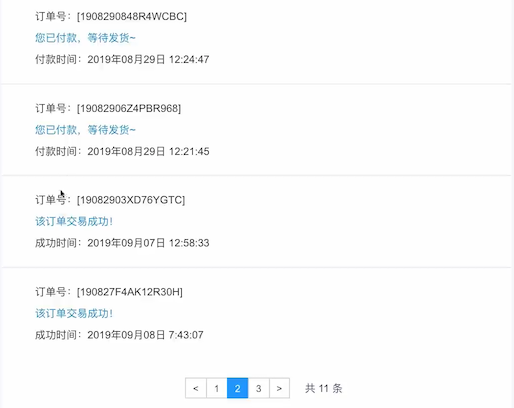 订单号：[1908290848R4WCBC]
您已付款，等待发货~
付款时间：2019年08月29日 12:24:47
订单号：[19082906Z4PBR968]
您已付款，等待发货~
付款时间：2019年08月29日 12:21:45
订单号：[19082903XD76YGTC]
该订单交易成功！
成功时间：2019年09月07日 12:58:33
订单号：[190827F4AK12R30H]
该订单交易成功！
成功时间：2019年09月08日 7:43:07
< 1 2 3 > 共 11 条